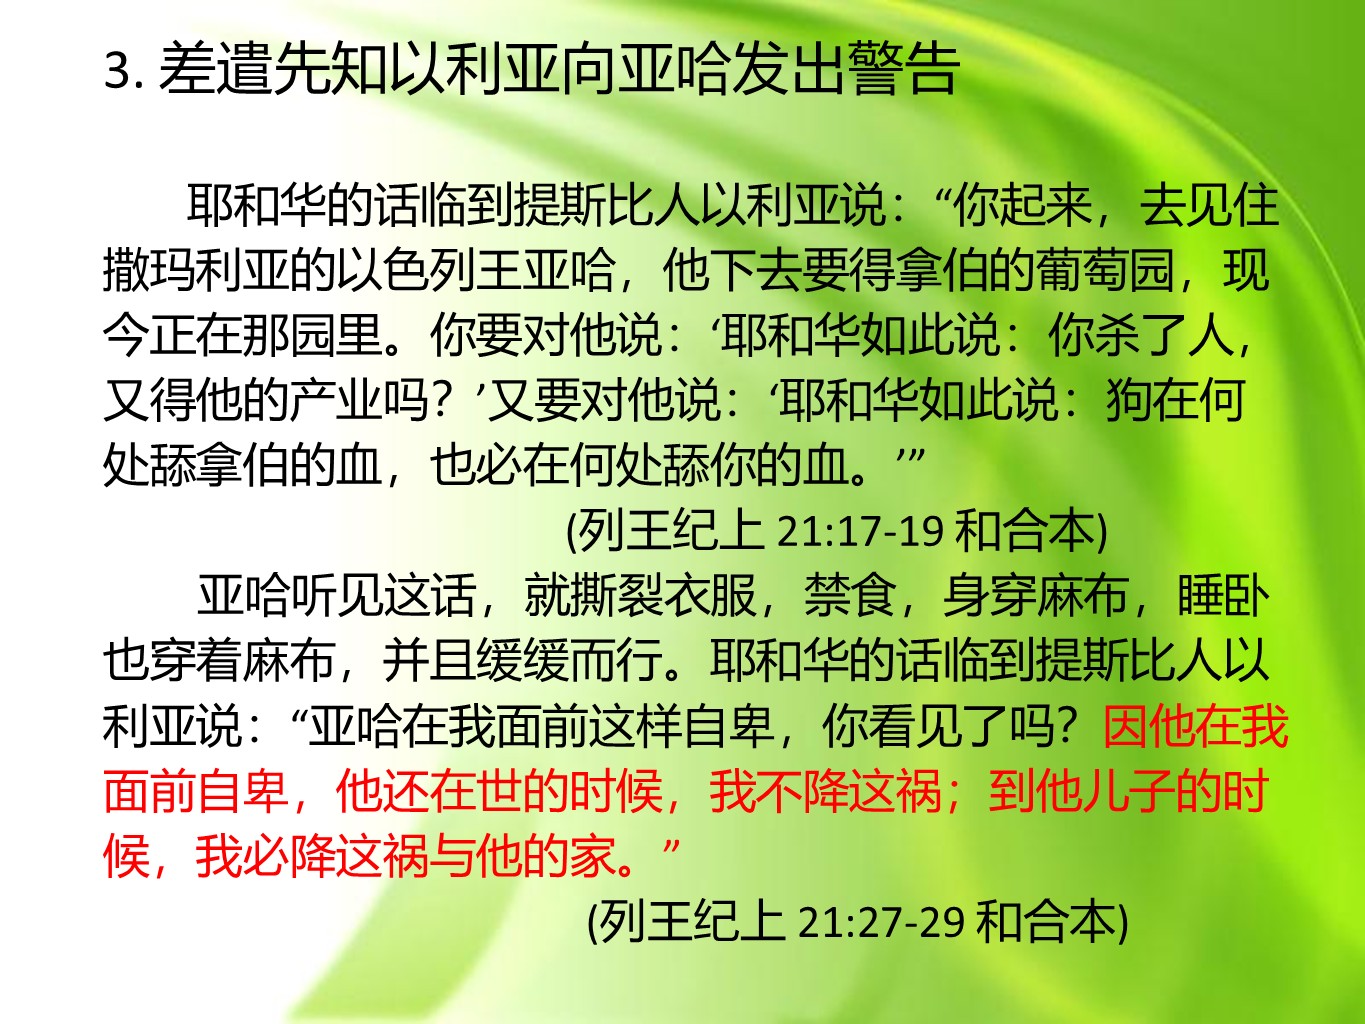 3. 差遣先知以利亚向亚哈发出警告
耶和华的话临到提斯比人以利亚说：“你起来，去见住
撒玛利亚的以色列王亚哈，他下去要得拿伯的葡萄园，现
今正在那园里。你要对他说：‘耶和华如此说：你杀了人，
又得他的产业吗？’又要对他说：‘耶和华如此说：狗在何
处舔拿伯的血，也必在何处舔你的血。’”
(列王纪上 21:17-19 和合本)
亚哈听见这话，就撕裂衣服，禁食，身穿麻布，睡卧
也穿着麻布，并且缓缓而行。耶和华的话临到提斯比人以
利亚说：“亚哈在我面前这样自卑，你看见了吗？因他在我
面前自卑，他还在世的时候，我不降这祸；到他儿子的时
候，我必降这祸与他的家。”
(列王纪上 21:27-29 和合本)